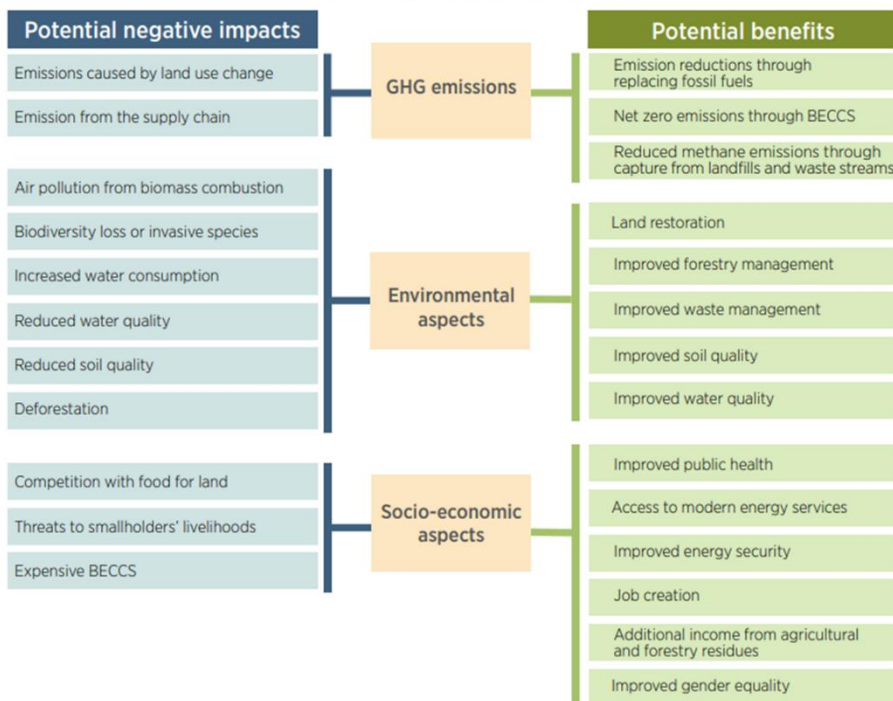 Potential negative impacts
Emissions caused by land use change
Emission from the supply chain
Air pollution from biomass combustion
Biodiversity loss or invasive species
Increased water consumption
Reduced water quality
Reduced soil quality
Deforestation
Competition with food for land
Threats to smallholders' livelihoods
Expensive BECCS
GHG emissions
Environmental
aspects
Socio-economic
aspects
Potential benefits
Emission reductions through
replacing fossil fuels
Net zero emissions through BECCS
Reduced methane emissions through
capture from landfills and waste streams
Land restoration
Improved forestry management
Improved waste management
Improved soil quality
Improved water quality
Improved public health
Access to modern energy services
Improved energy security
Job creation
Additional income from agricultural
and forestry residues
Improved gender equality